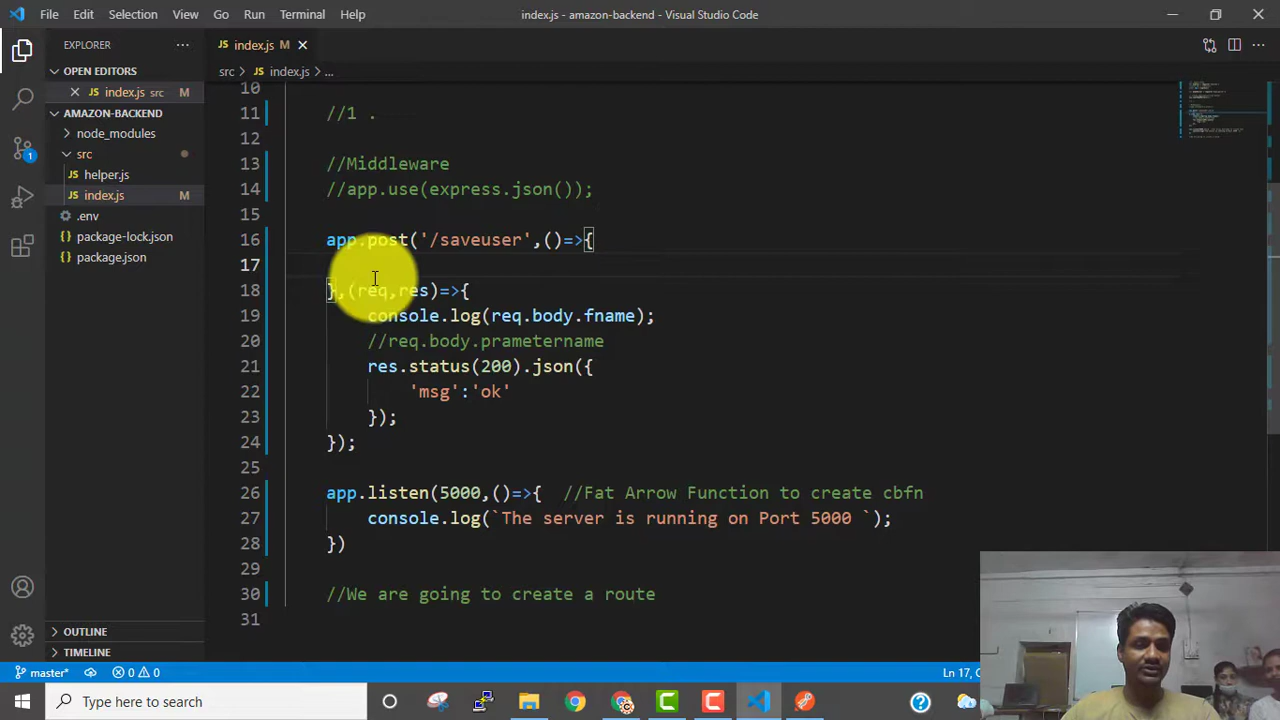 File Edit Selection View Go Run Terminal Help
index.js - amazon-backend - Visual Studio Code
EXPLORER
JS index.js M
OPEN EDITORS
JS index.js src M
src > JS index.js > ...
AMAZON-BACKEND
node_modules
src
JS helper.js
JS index.js M
.env
package-lock.json
package.json
OUTLINE
TIMELINE
1
10
11 //1 .
12
13 //Middleware
14 //app.use(express.json());
15
16 app.post('/saveuser',()=>{
17
18 },(req,res)=>{
19 console.log(req.body.fname);
20 //req.body.prametername
21 res.status(200).json({
22 'msg':'ok'
23 });
24 });
25
26 app.listen(5000,()=>{ //Fat Arrow Function to create cbfn
27 console.log(`The server is running on Port 5000 `);
28 })
29
30 //We are going to create a route
31
master* 0 0
Ln 17,
Type here to search